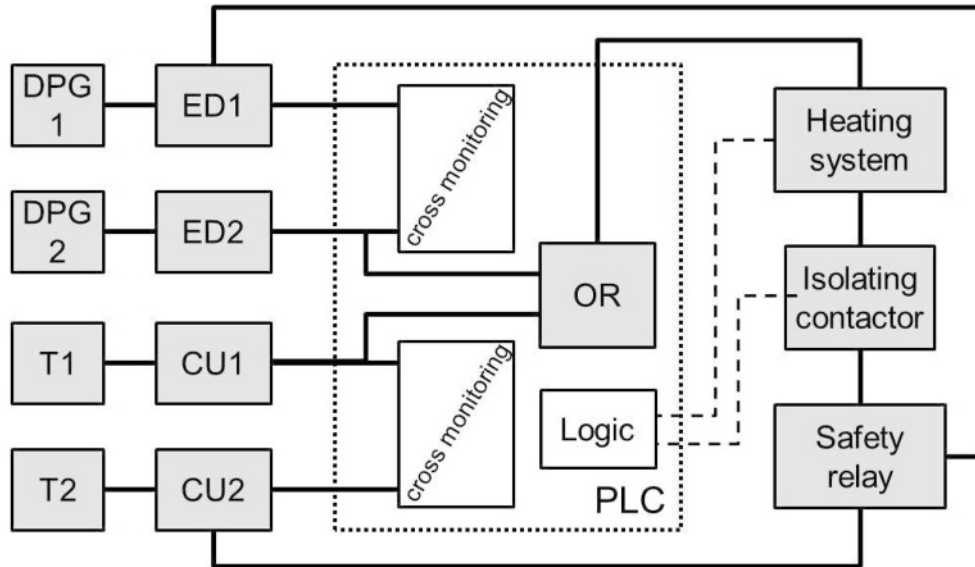 DPG
1
ED1
DPG
2
ED2
T1
CU1
T2
CU2
cross monitoring
cross monitoring
OR
Logic
PLC
Heating
system
Isolating
contactor
Safety
relay